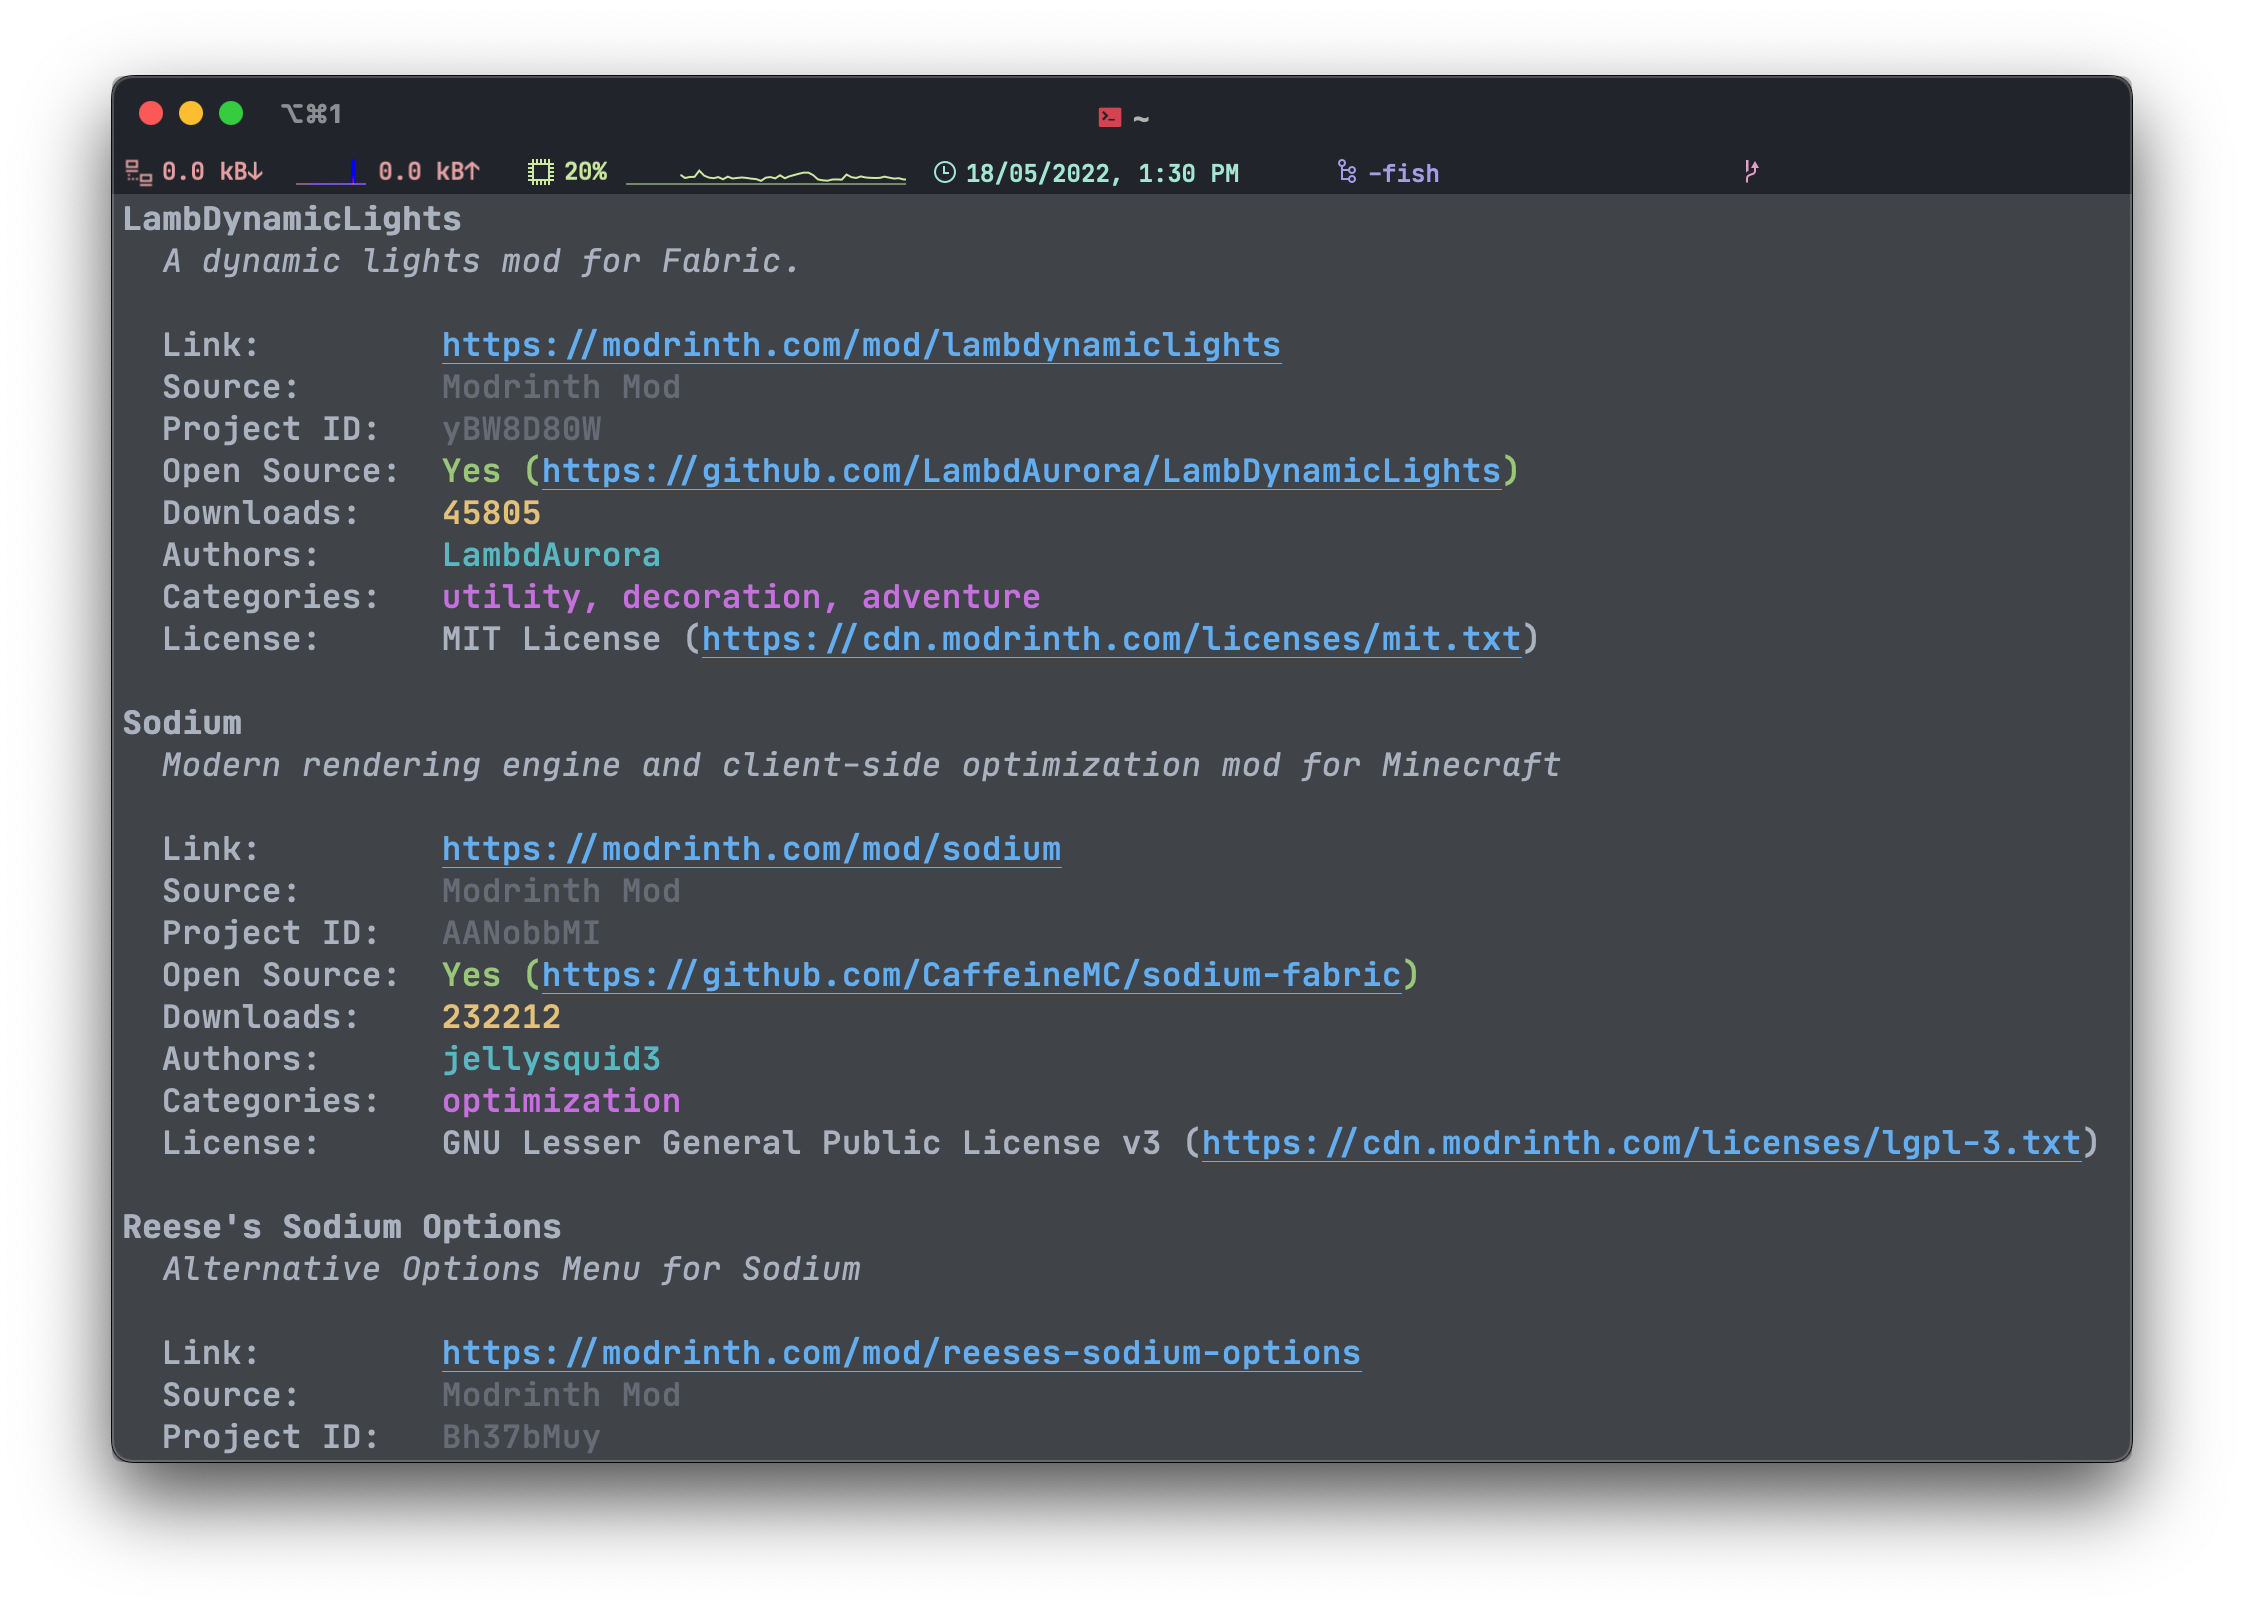 ⌥⌘1
~
0.0 kB↓ 0.0 kB↑ 20% 18/05/2022, 1:30 PM -fish
LambDynamicLights
A dynamic lights mod for Fabric.
Link: https://modrinth.com/mod/lambdynamiclights
Source: Modrinth Mod
Project ID: yBW8D80W
Open Source: Yes (https://github.com/LambdAurora/LambDynamicLights)
Downloads: 45805
Authors: LambdAurora
Categories: utility, decoration, adventure
License: MIT License (https://cdn.modrinth.com/licenses/mit.txt)
Sodium
Modern rendering engine and client-side optimization mod for Minecraft
Link: https://modrinth.com/mod/sodium
Source: Modrinth Mod
Project ID: AANobbMI
Open Source: Yes (https://github.com/CaffeineMC/sodium-fabric)
Downloads: 232212
Authors: jellysquid3
Categories: optimization
License: GNU Lesser General Public License v3 (https://cdn.modrinth.com/licenses/lgpl-3.txt)
Reese's Sodium Options
Alternative Options Menu for Sodium
Link: https://modrinth.com/mod/reeses-sodium-options
Source: Modrinth Mod
Project ID: Bh37bMuy